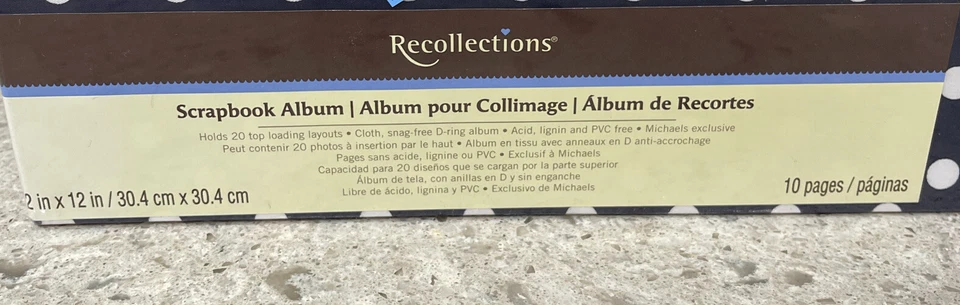 Recollections®
Scrapbook Album | Album pour Collimage | Álbum de Recortes
Holds 20 top loading layouts • Cloth, snag-free D-ring album • Acid, lignin and PVC free • Michaels exclusive
Peut contenir 20 photos à insertion par le haut • Album en tissu avec anneaux en D anti-accrochage
Pages sans acide, lignine ou PVC • Exclusif à Michaels
Capacidad para 20 diseños que se cargan por la parte superior
Álbum de tela, con anillas en D y sin enganche
Libre de ácido, lignina y PVC • Exclusivo de Michaels
2 in x 12 in / 30.4 cm x 30.4 cm
10 pages / páginas